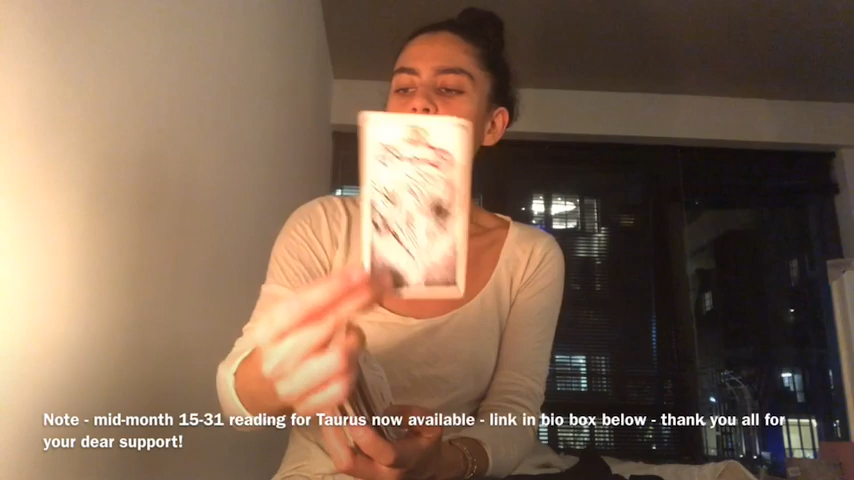 Note - mid-month 15-31 reading for Taurus now available - link in bio box below - thank you all for
your dear support!